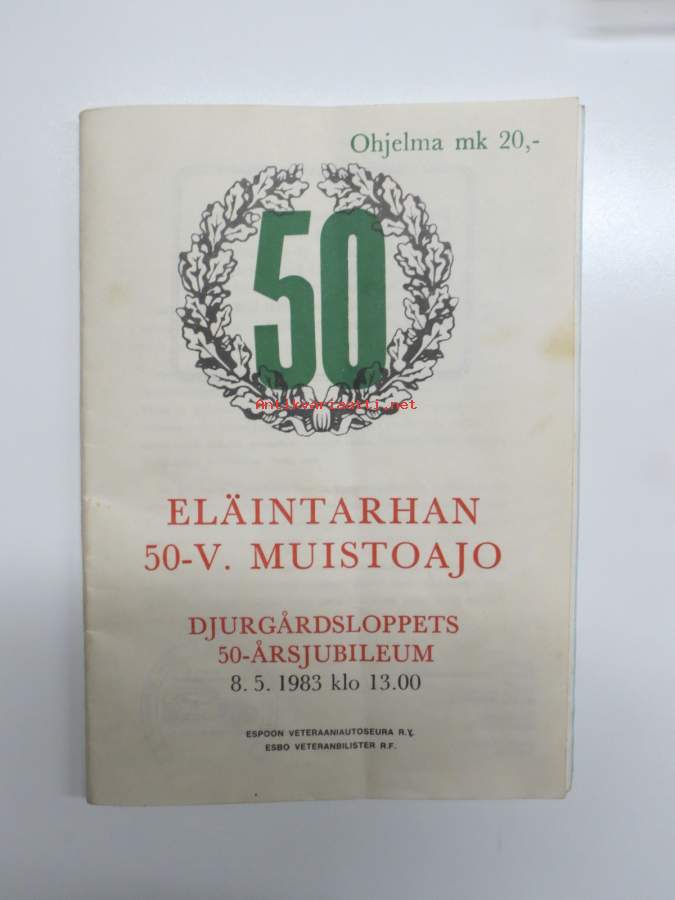 Ohjelma mk 20,-
50
Antikvariaatti.net
ELÄINTARHAN
50-V. MUISTOAJO
DJURGÅRDSLOPPETS
50-ÅRSJUBILEUM
8. 5. 1983 klo 13.00
ESPOON VETERAANIAUTOSEURA R.Y.
ESBO VETERANBILISTER R.F.